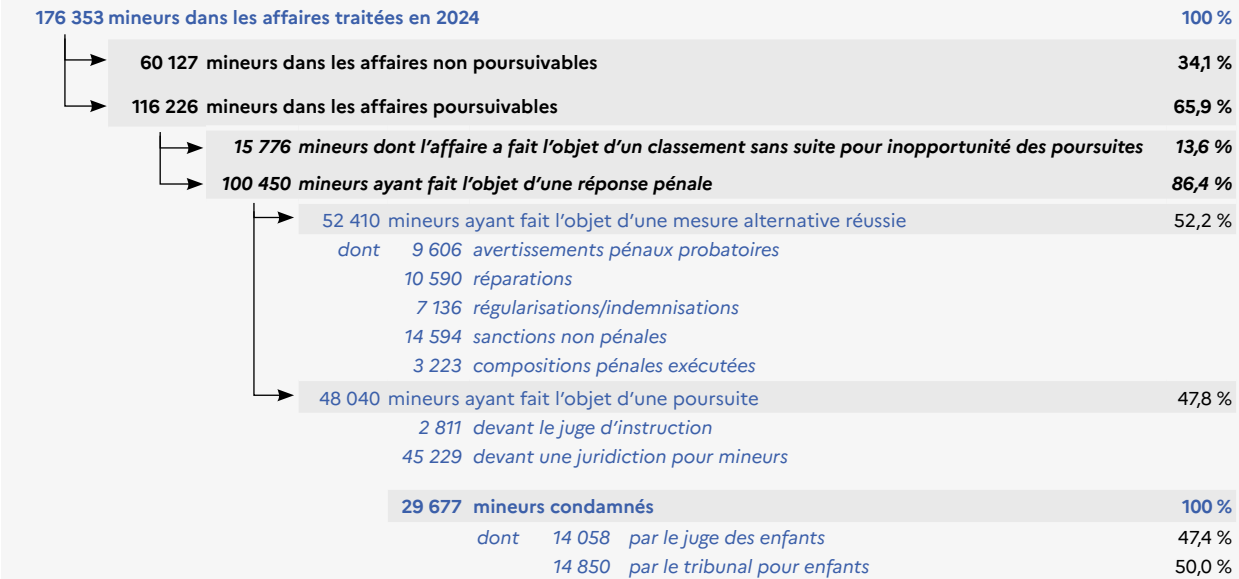 176 353 mineurs dans les affaires traitées en 2024 100 %
60 127 mineurs dans les affaires non poursuivables 34,1 %
116 226 mineurs dans les affaires poursuivables 65,9 %
15 776 mineurs dont l’affaire a fait l’objet d’un classement sans suite pour inopportunité des poursuites 13,6 %
100 450 mineurs ayant fait l’objet d’une réponse pénale 86,4 %
52 410 mineurs ayant fait l’objet d’une mesure alternative réussie 52,2 %
dont 9 606 avertissements pénaux probatoires
10 590 réparations
7 136 régularisations/indemnisations
14 594 sanctions non pénales
3 223 compositions pénales exécutées
48 040 mineurs ayant fait l’objet d’une poursuite 47,8 %
2 811 devant le juge d’instruction
45 229 devant une juridiction pour mineurs
29 677 mineurs condamnés 100 %
dont 14 058 par le juge des enfants 47,4 %
14 850 par le tribunal pour enfants 50,0 %